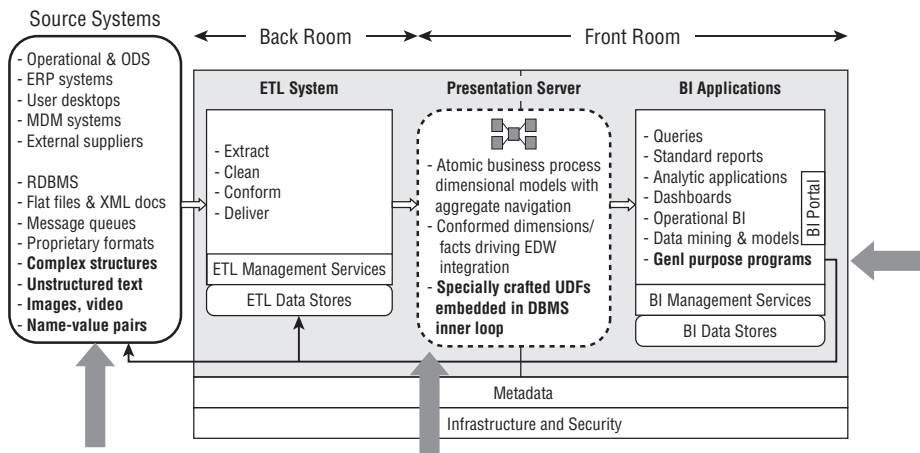 Source Systems
Back Room
Front Room
- Operational & ODS
- ERP systems
- User desktops
- MDM systems
- External suppliers
- RDBMS
- Flat files & XML docs
- Message queues
- Proprietary formats
- Complex structures
- Unstructured text
- Images, video
- Name-value pairs
ETL System
- Extract
- Clean
- Conform
- Deliver
ETL Management Services
ETL Data Stores
Presentation Server
- Atomic business process
dimensional models with
aggregate navigation
- Conformed dimensions/
facts driving EDW
integration
- Specially crafted UDFs
embedded in DBMS
inner loop
BI Applications
- Queries
- Standard reports
- Analytic applications
- Dashboards
- Operational BI
- Data mining & models
- Genl purpose programs
BI Portal
BI Management Services
BI Data Stores
Metadata
Infrastructure and Security